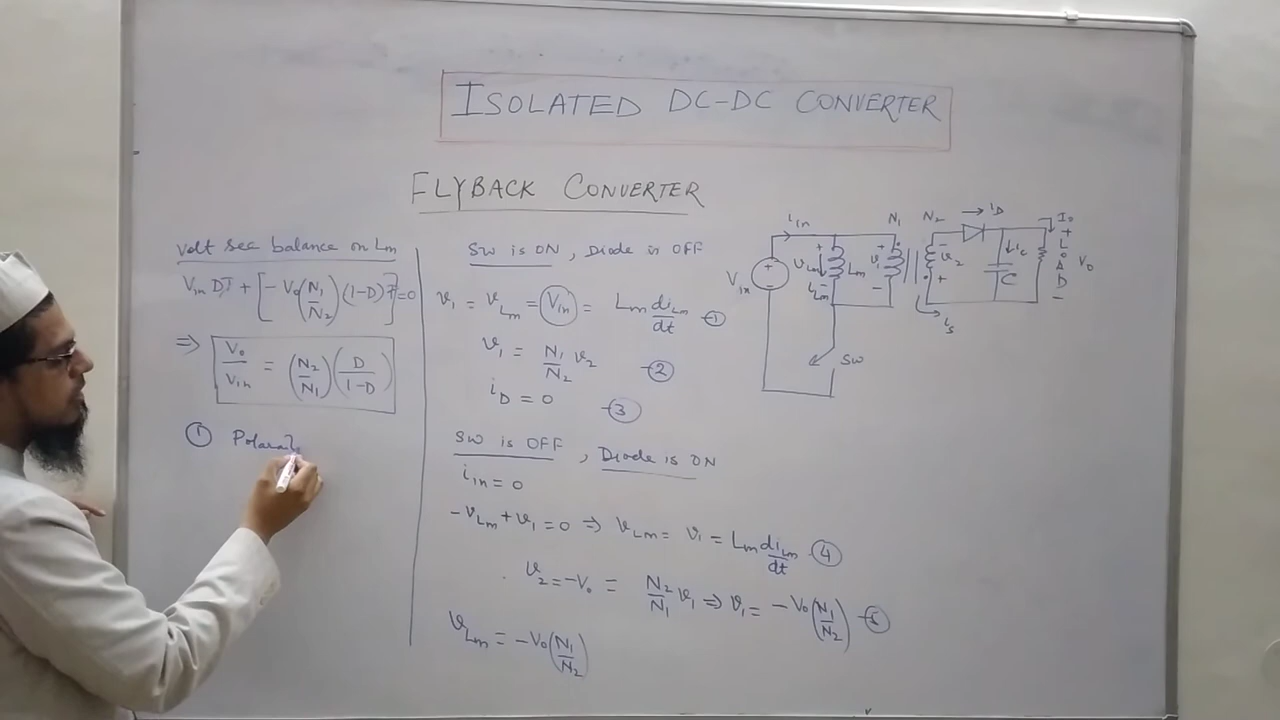 ISOLATED DC-DC CONVERTER
FLYBACK CONVERTER
Volt sec balance on Lm
Vin DT + [- Vo(N1/N2)(1-D)T] = 0
⇒ Vo/Vin = (N2/N1)(D/1-D)
① Polarit
SW is ON, Diode is OFF
v1 = vLm = Vin = Lm diLm/dt -①
v1 = N1/N2 v2 -②
iD = 0 -③
SW is OFF, Diode is ON
iin = 0
-vLm + v1 = 0 ⇒ vLm = v1 = Lm diLm/dt ④
v2 = -Vo = N2/N1 v1 ⇒ v1 = -Vo(N1/N2) -⑤
vLm = -Vo(N1/N2)
iin
N1 N2
iD
Io
Vin
+ vLm -
iLm
Lm
+ v1 -
- v2 +
iC
C
+ LOAD -
Vo
is
SW